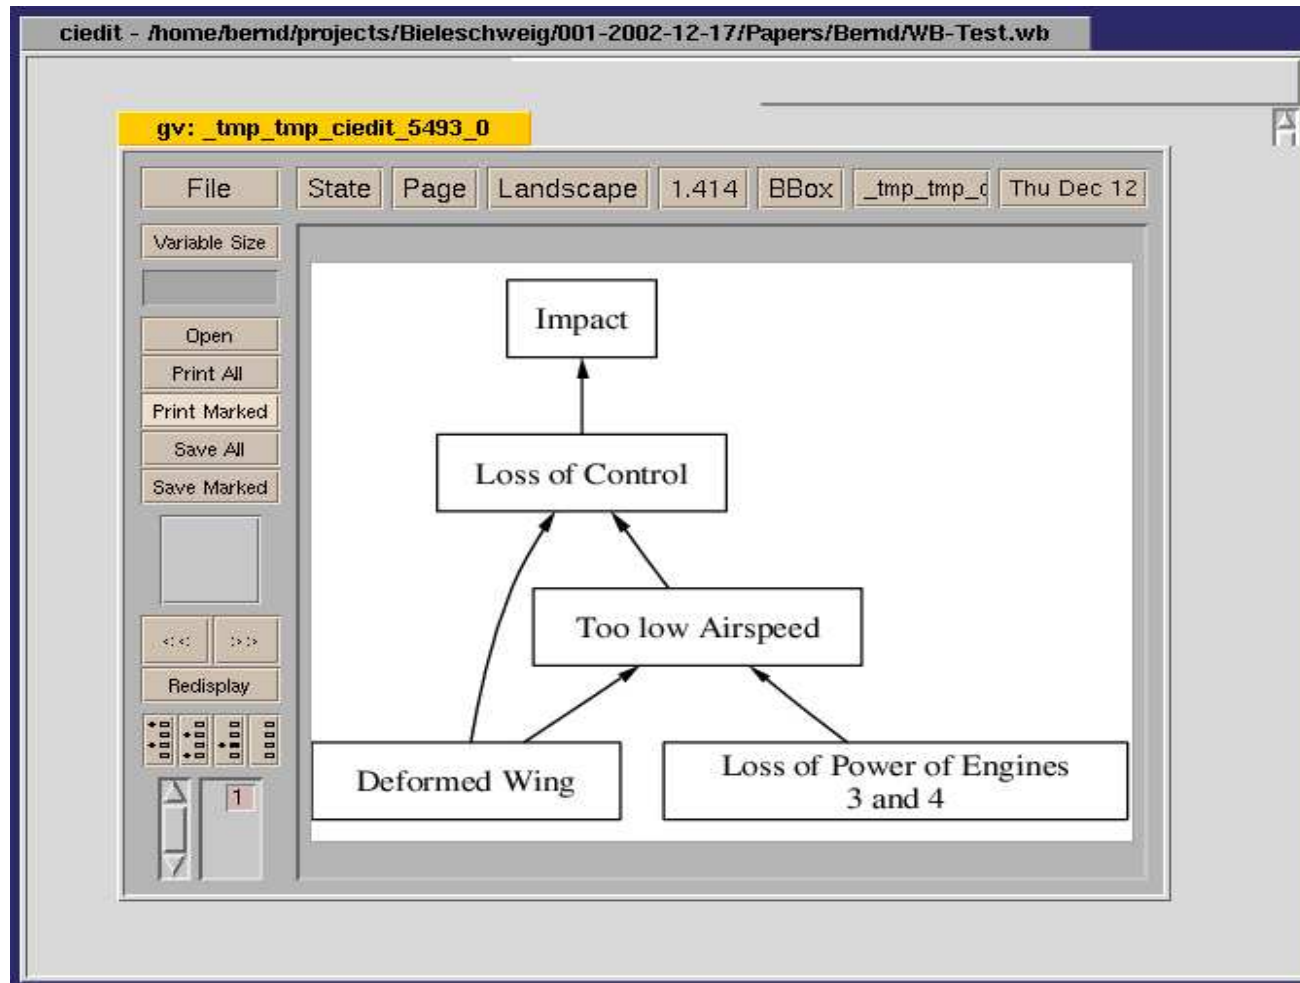 ciedit - /home/bernd/projects/Bieleschweig/001-2002-12-17/Papers/Bernd/WB-Test.wb
gv: _tmp_tmp_ciedit_5493_0
File State Page Landscape 1.414 BBox _tmp_tmp_c Thu Dec 12
Variable Size
Open
Print All
Print Marked
Save All
Save Marked
<< >>
Redisplay
1
Impact
Loss of Control
Too low Airspeed
Deformed Wing
Loss of Power of Engines
3 and 4